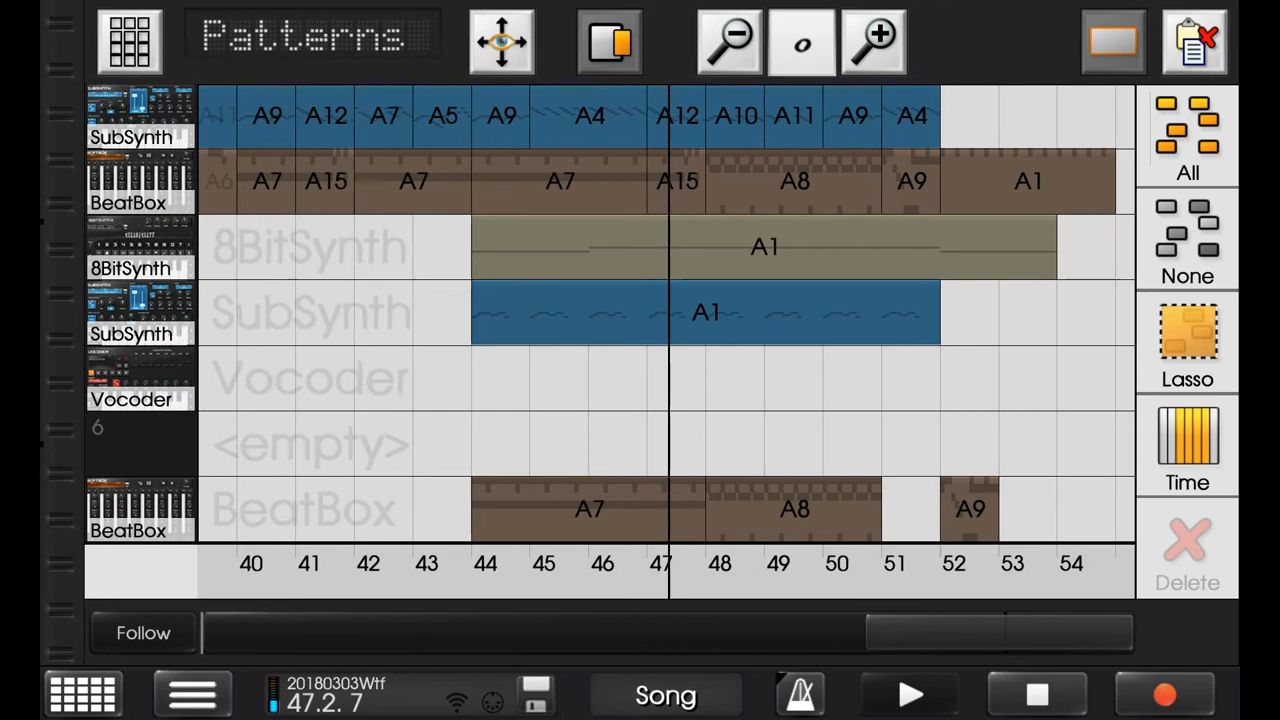 Patterns
SubSynth
A11 A9 A12 A7 A5 A9 A4 A12 A10 A11 A9 A4
BeatBox
A6 A7 A15 A7 A7 A15 A8 A9 A1
8BitSynth
8BitSynth A1
SubSynth
SubSynth A1
Vocoder
Vocoder
6
<empty>
BeatBox
BeatBox A7 A8 A9
40 41 42 43 44 45 46 47 48 49 50 51 52 53 54
All
None
Lasso
Time
Delete
Follow
20180303Wtf
47.2. 7
Song